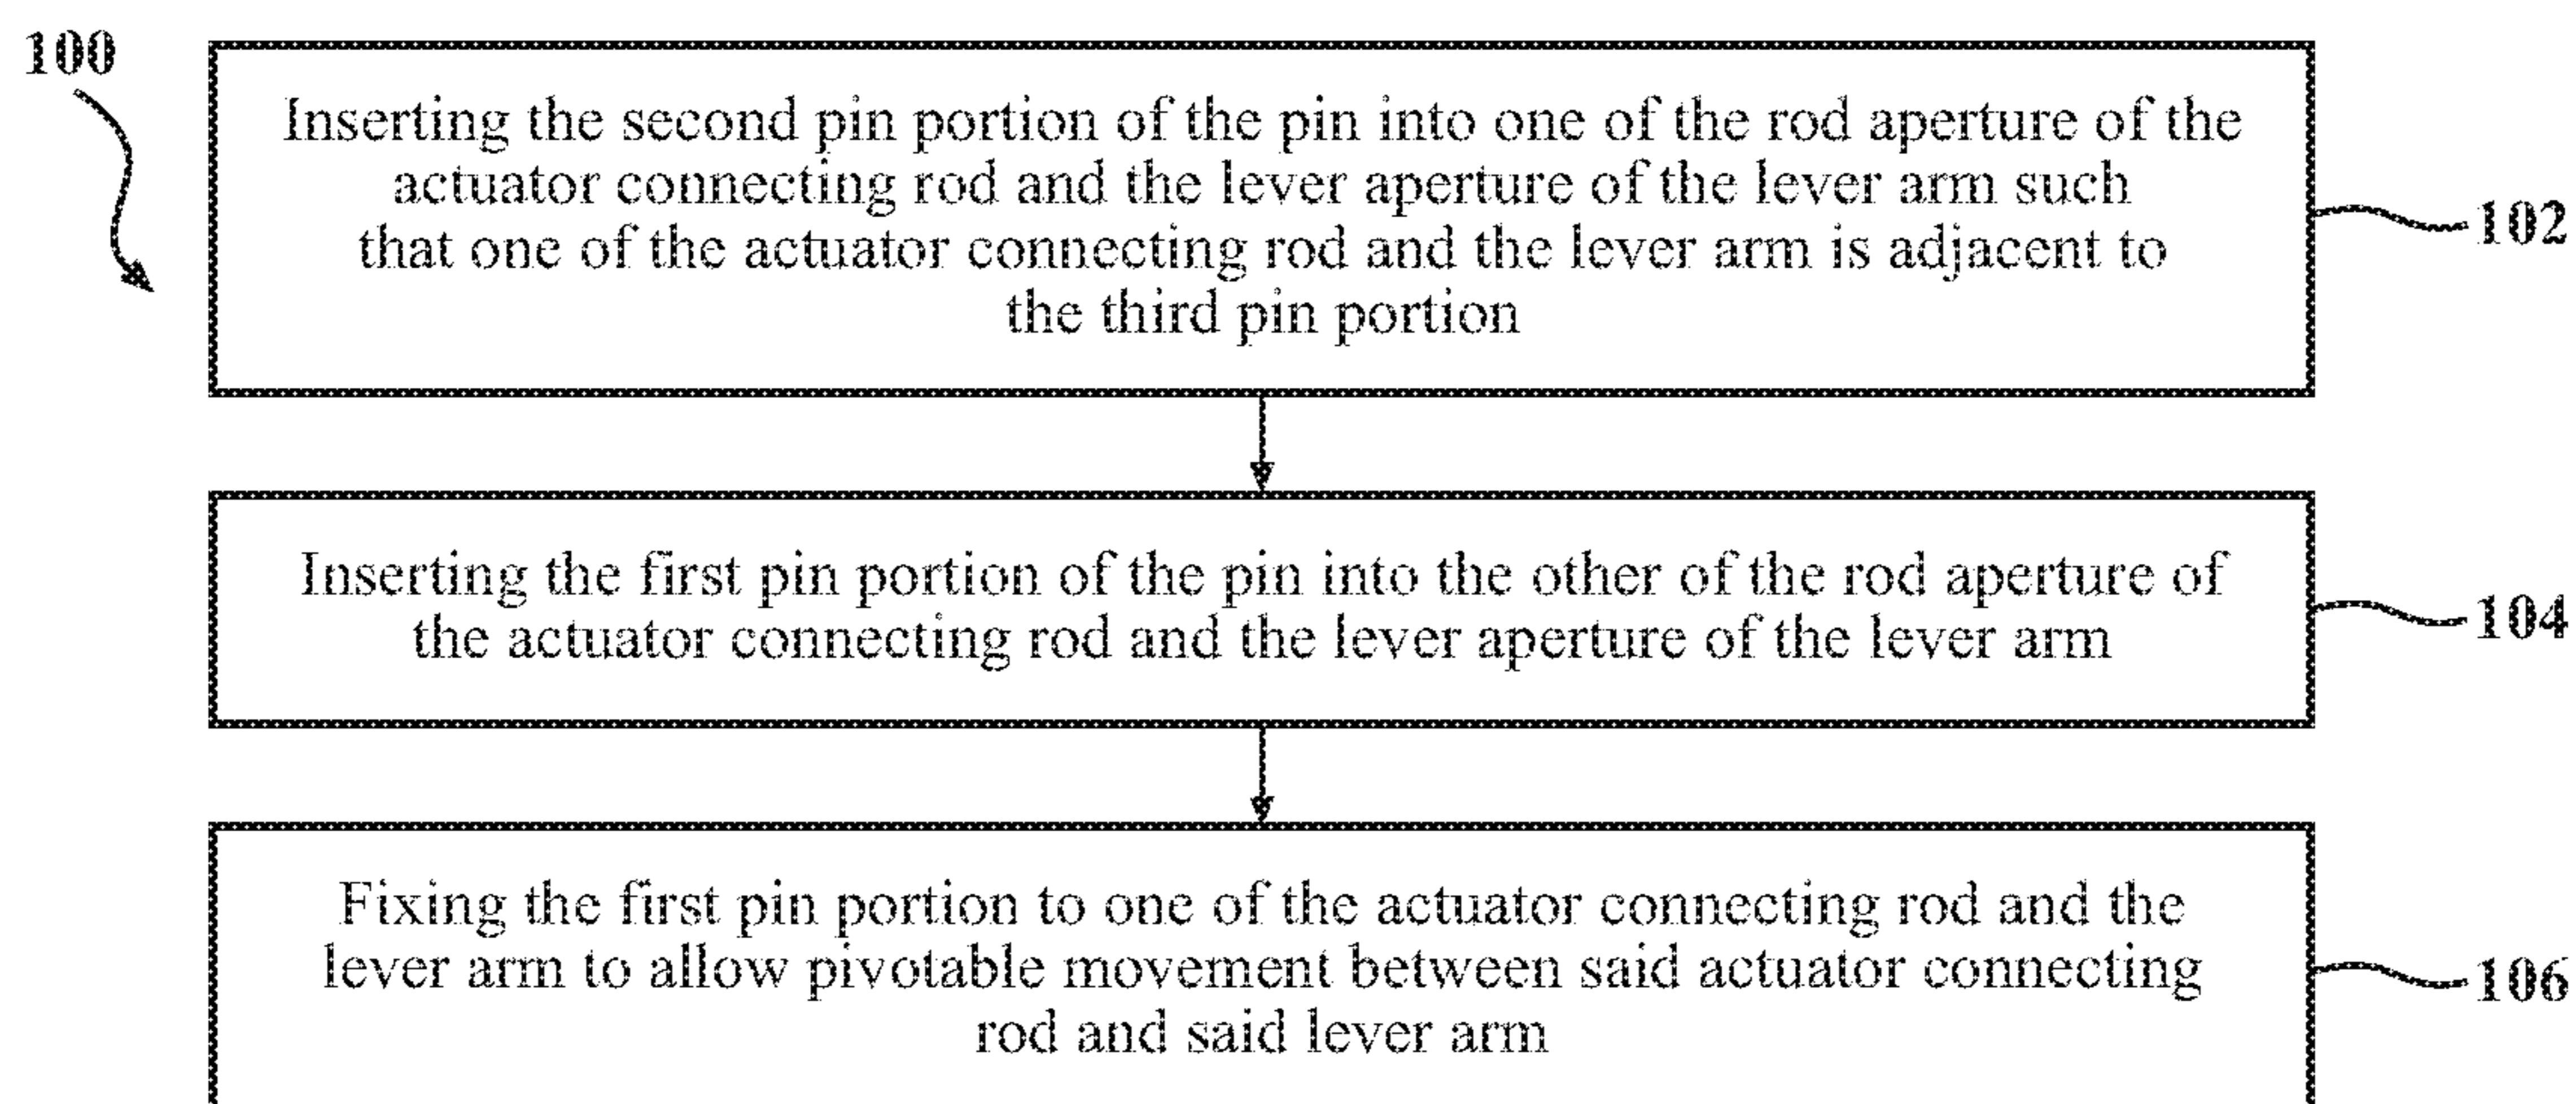 100
Inserting the second pin portion of the pin into one of the rod aperture of the
actuator connecting rod and the lever aperture of the lever arm such
that one of the actuator connecting rod and the lever arm is adjacent to
the third pin portion
102
Inserting the first pin portion of the pin into the other of the rod aperture of
the actuator connecting rod and the lever aperture of the lever arm
104
Fixing the first pin portion to one of the actuator connecting rod and the
lever arm to allow pivotable movement between said actuator connecting
rod and said lever arm
106